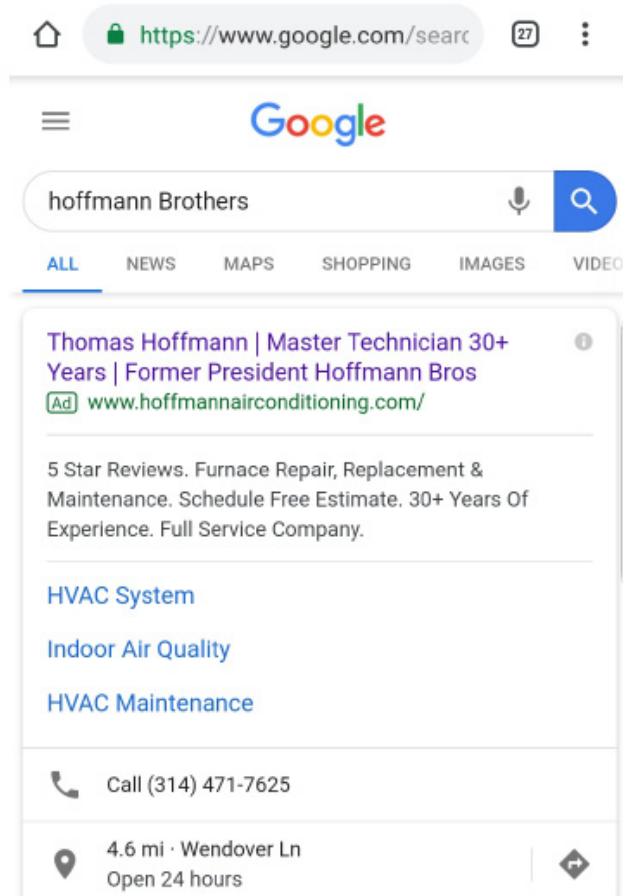 https://www.google.com/searc
27
Google
hoffmann Brothers
ALL NEWS MAPS SHOPPING IMAGES VIDEO
Thomas Hoffmann | Master Technician 30+
Years | Former President Hoffmann Bros
Ad www.hoffmannairconditioning.com/
5 Star Reviews. Furnace Repair, Replacement &
Maintenance. Schedule Free Estimate. 30+ Years Of
Experience. Full Service Company.
HVAC System
Indoor Air Quality
HVAC Maintenance
Call (314) 471-7625
4.6 mi · Wendover Ln
Open 24 hours